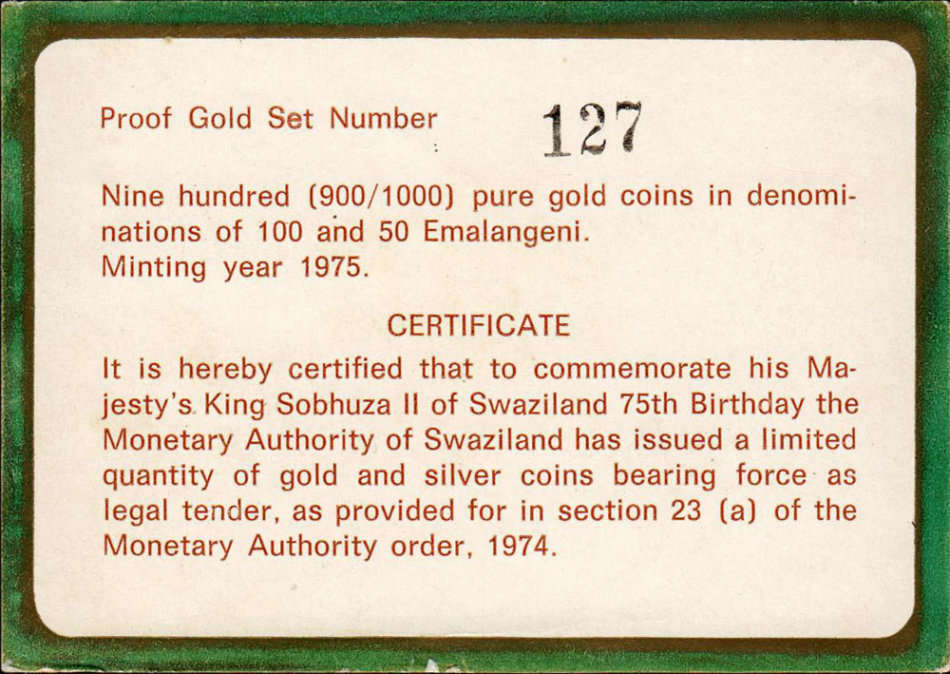 Proof Gold Set Number 127
Nine hundred (900/1000) pure gold coins in denomi-
nations of 100 and 50 Emalangeni.
Minting year 1975.
CERTIFICATE
It is hereby certified that to commemorate his Ma-
jesty's King Sobhuza II of Swaziland 75th Birthday the
Monetary Authority of Swaziland has issued a limited
quantity of gold and silver coins bearing force as
legal tender, as provided for in section 23 (a) of the
Monetary Authority order, 1974.